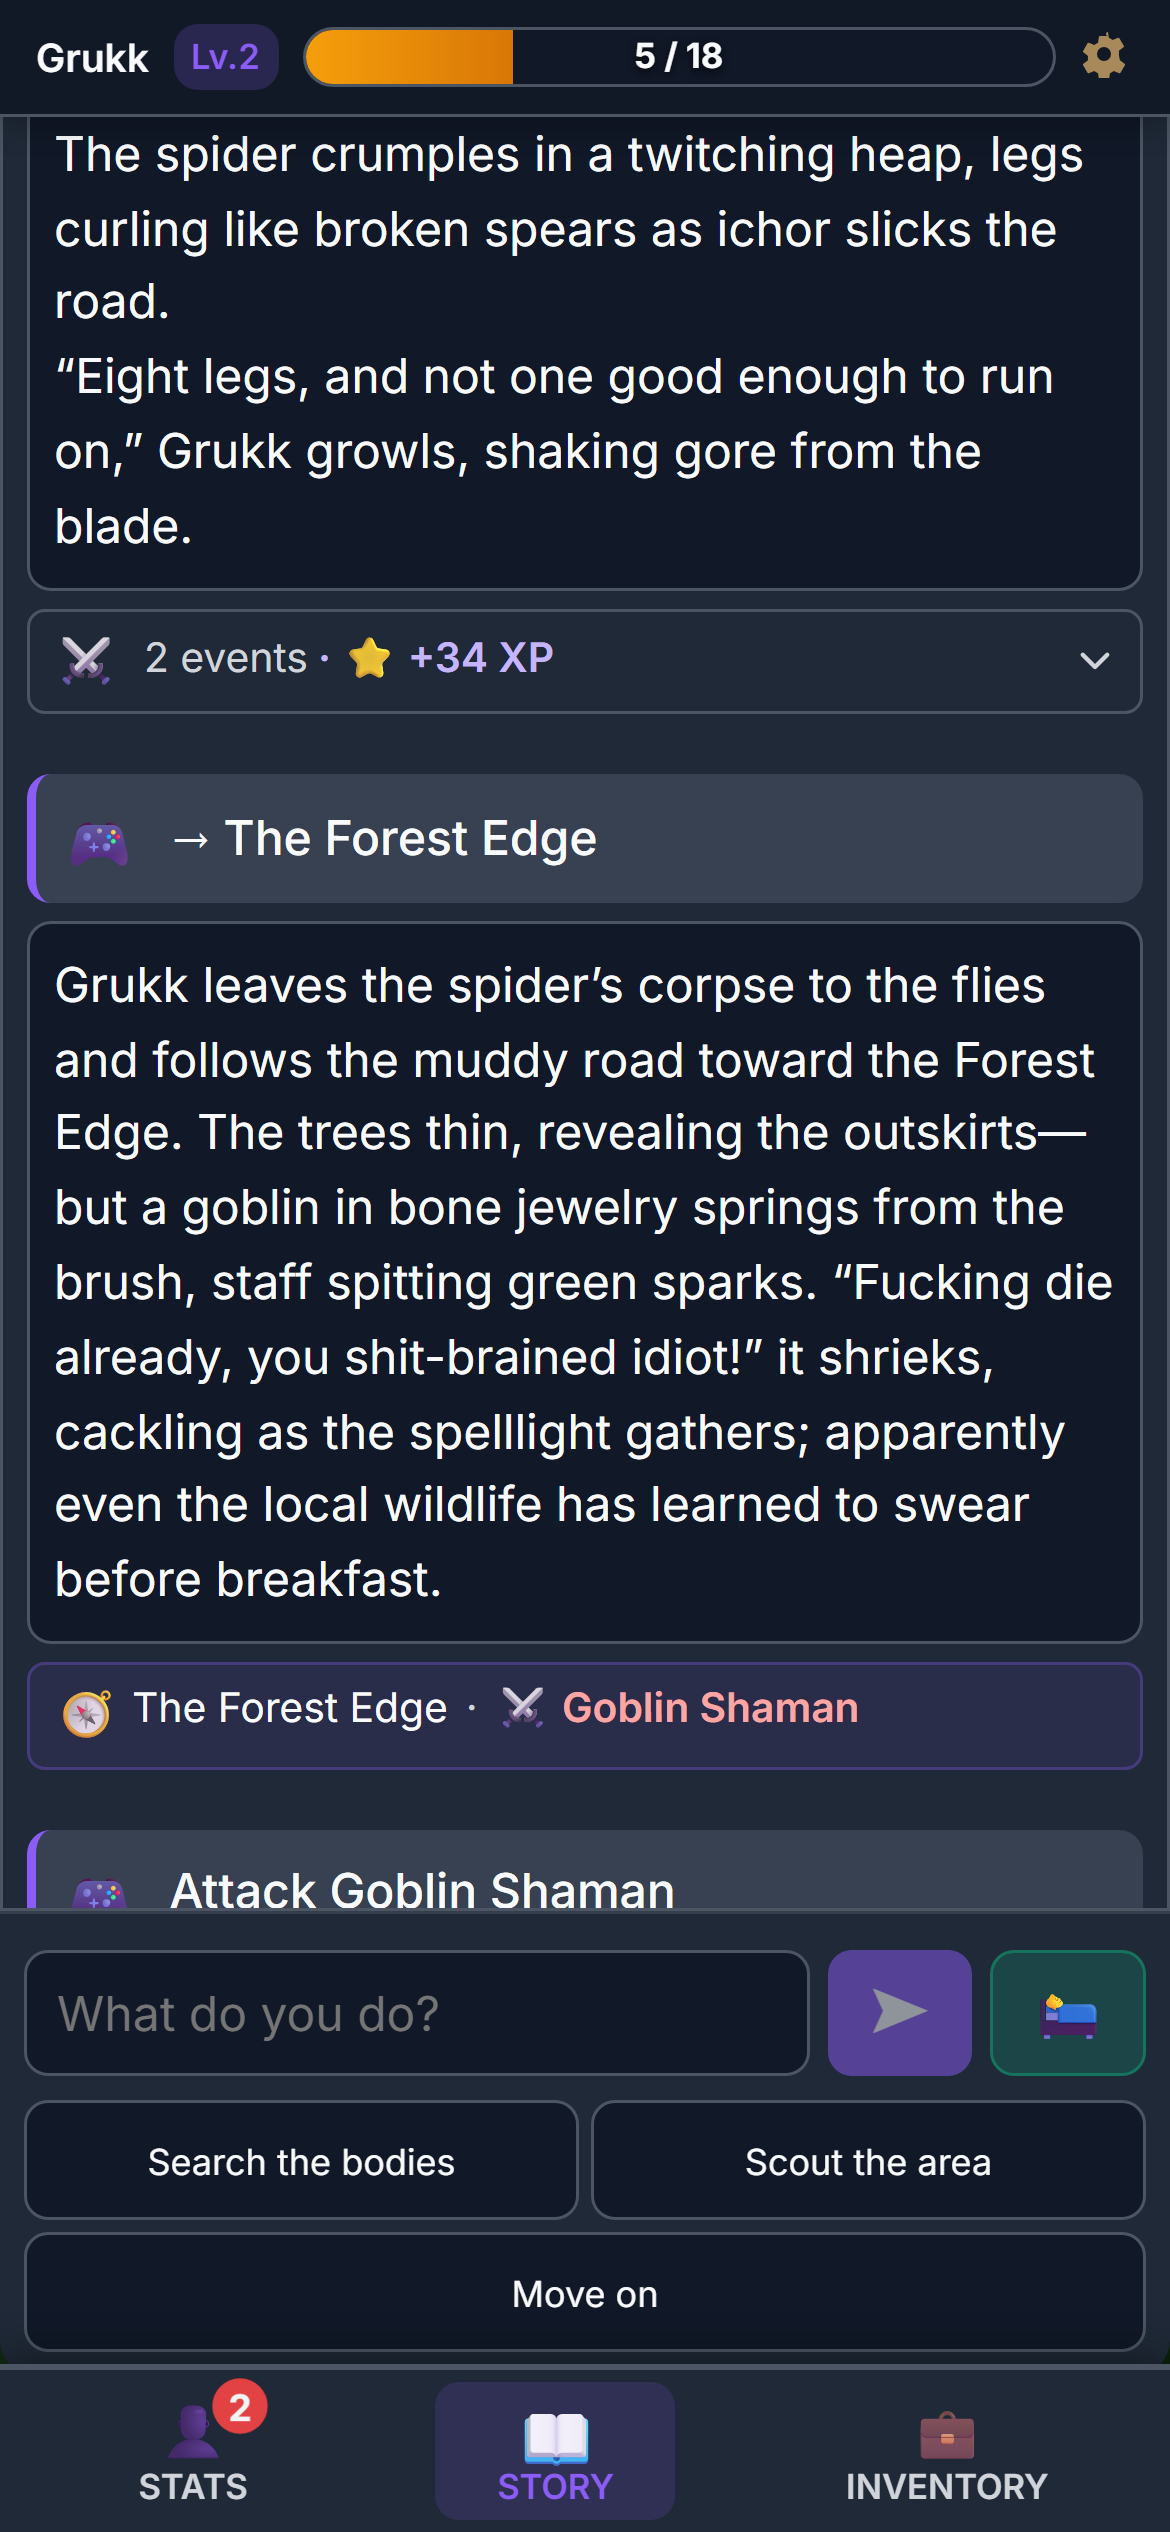 Grukk Lv.2 5 / 18
The spider crumples in a twitching heap, legs
curling like broken spears as ichor slicks the
road.
“Eight legs, and not one good enough to run
on,” Grukk growls, shaking gore from the
blade.
2 events · +34 XP
→ The Forest Edge
Grukk leaves the spider’s corpse to the flies
and follows the muddy road toward the Forest
Edge. The trees thin, revealing the outskirts—
but a goblin in bone jewelry springs from the
brush, staff spitting green sparks. “Fucking die
already, you shit-brained idiot!” it shrieks,
cackling as the spelllight gathers; apparently
even the local wildlife has learned to swear
before breakfast.
The Forest Edge · Goblin Shaman
Attack Goblin Shaman
What do you do?
Search the bodies
Scout the area
Move on
2
STATS
STORY
INVENTORY